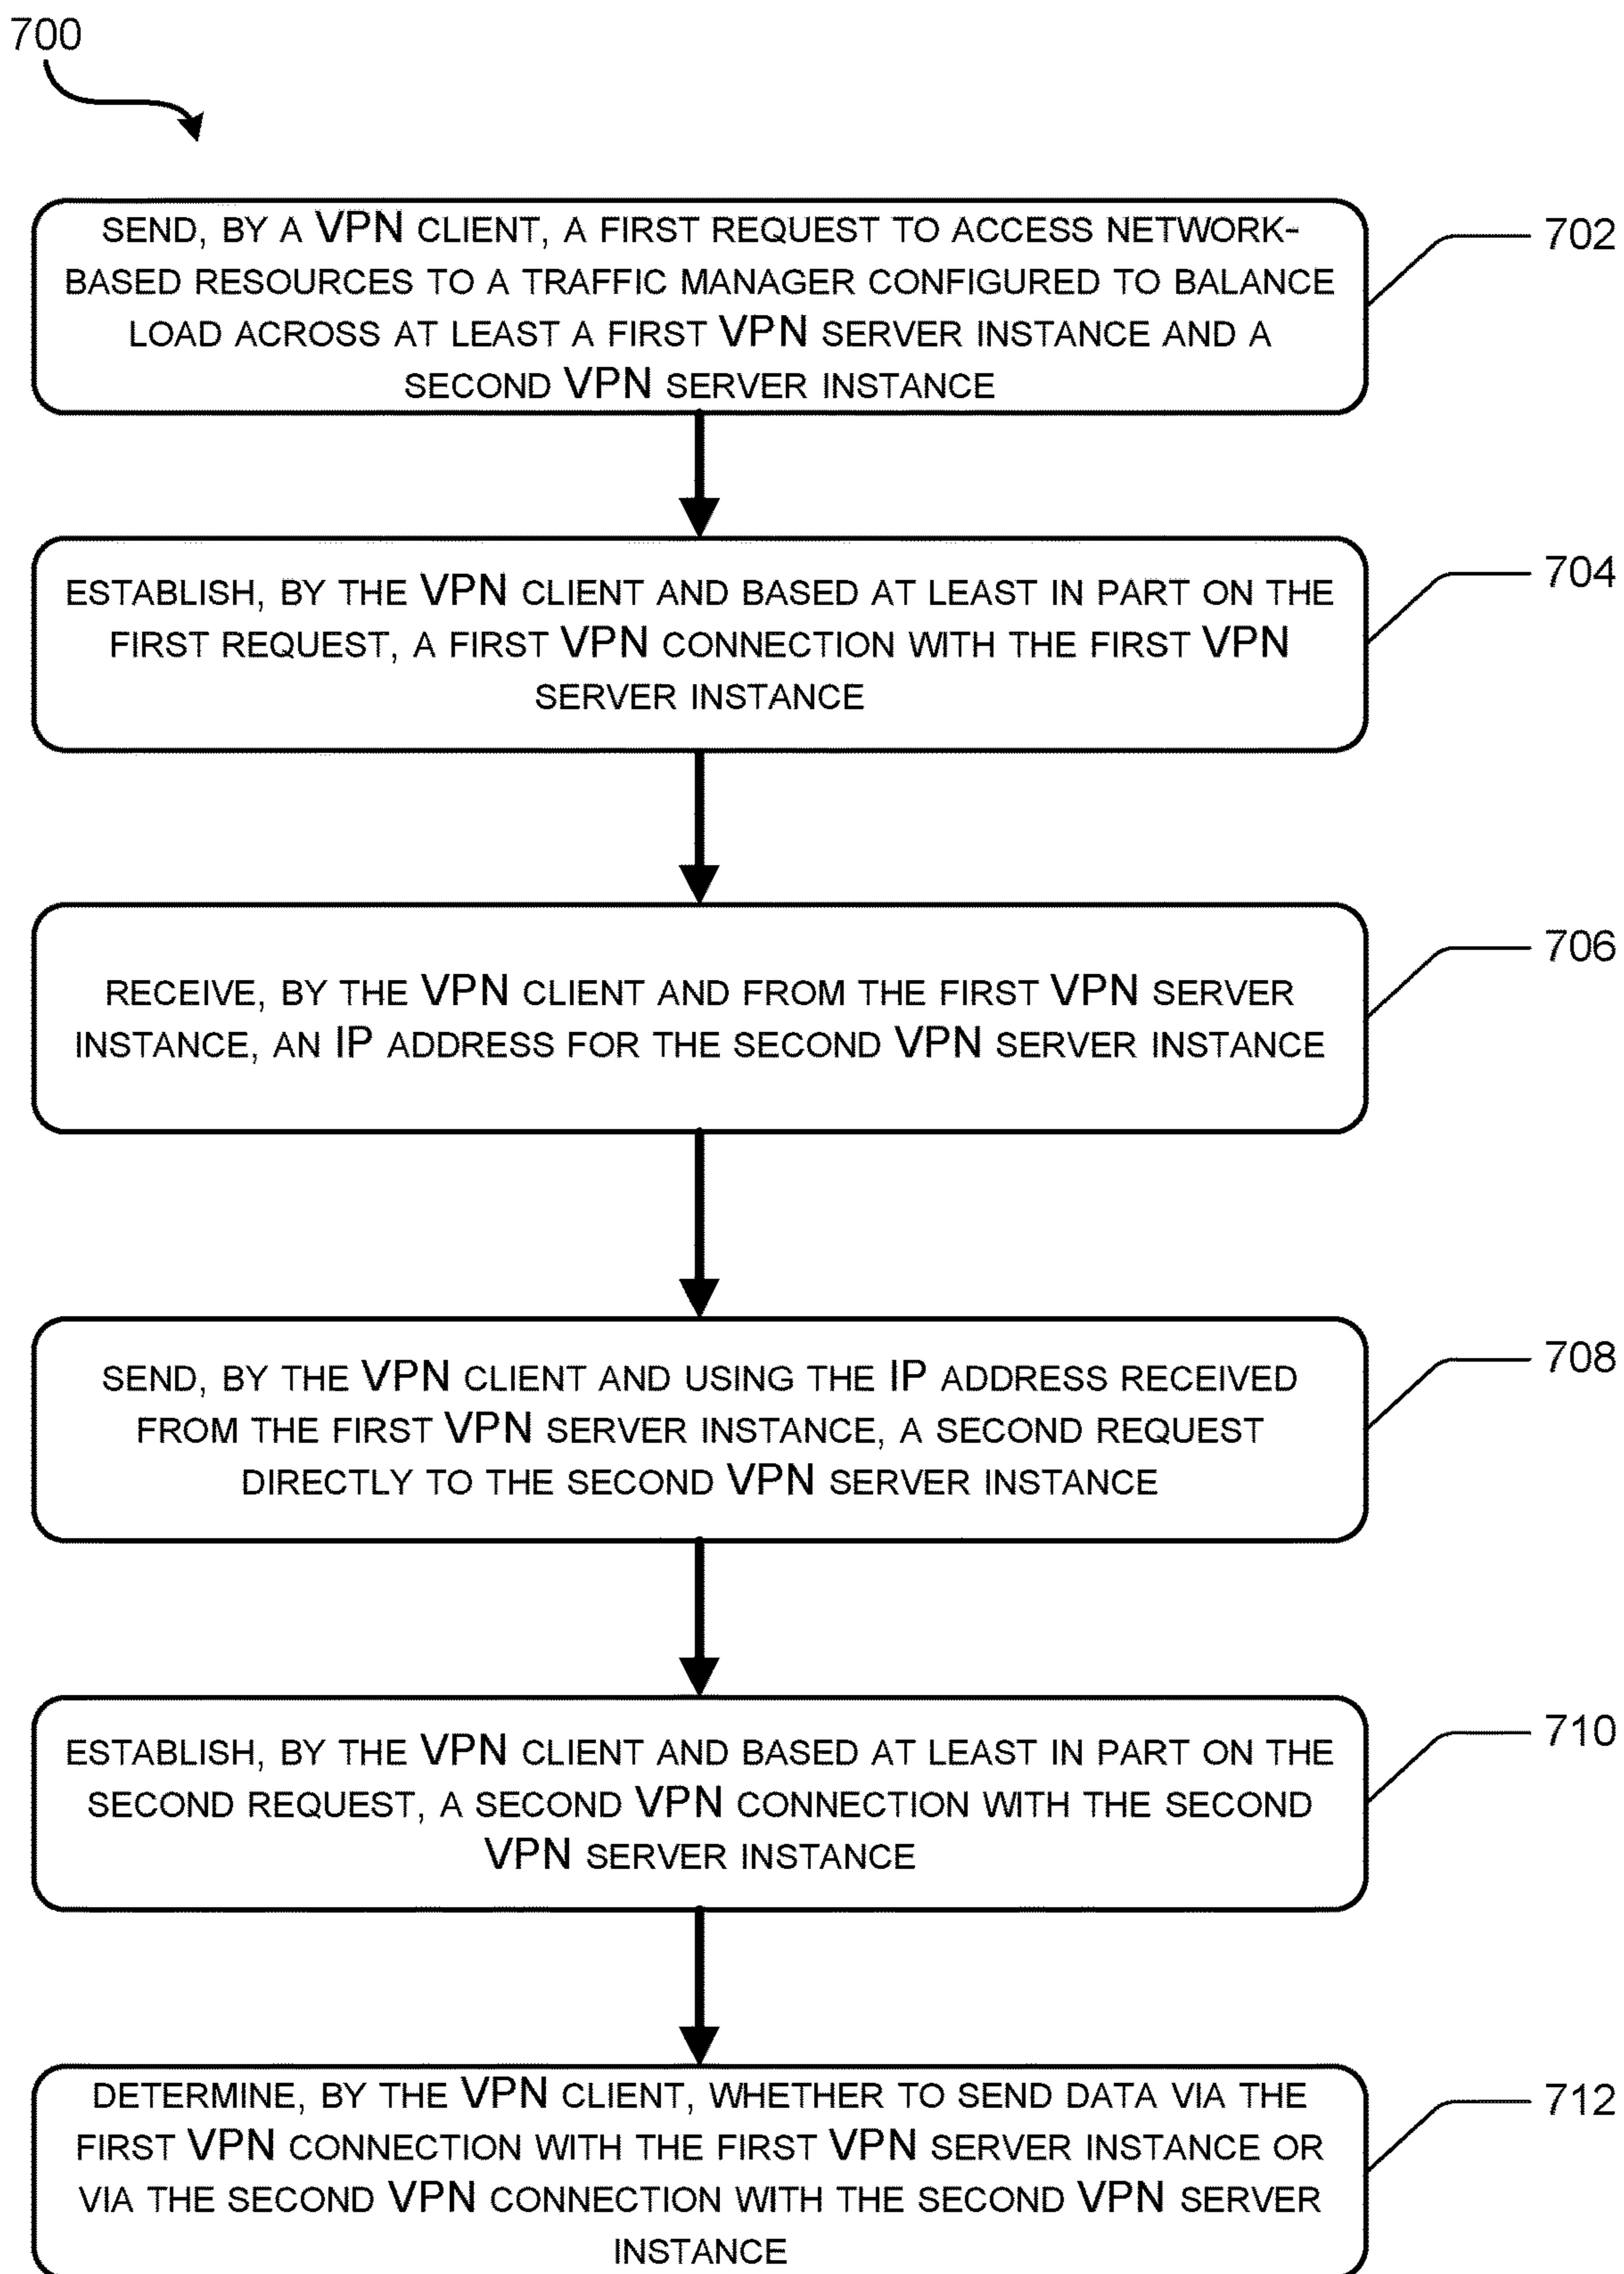 700
SEND, BY A VPN CLIENT, A FIRST REQUEST TO ACCESS NETWORK-
BASED RESOURCES TO A TRAFFIC MANAGER CONFIGURED TO BALANCE
LOAD ACROSS AT LEAST A FIRST VPN SERVER INSTANCE AND A
SECOND VPN SERVER INSTANCE
702
ESTABLISH, BY THE VPN CLIENT AND BASED AT LEAST IN PART ON THE
FIRST REQUEST, A FIRST VPN CONNECTION WITH THE FIRST VPN
SERVER INSTANCE
704
RECEIVE, BY THE VPN CLIENT AND FROM THE FIRST VPN SERVER
INSTANCE, AN IP ADDRESS FOR THE SECOND VPN SERVER INSTANCE
706
SEND, BY THE VPN CLIENT AND USING THE IP ADDRESS RECEIVED
FROM THE FIRST VPN SERVER INSTANCE, A SECOND REQUEST
DIRECTLY TO THE SECOND VPN SERVER INSTANCE
708
ESTABLISH, BY THE VPN CLIENT AND BASED AT LEAST IN PART ON THE
SECOND REQUEST, A SECOND VPN CONNECTION WITH THE SECOND
VPN SERVER INSTANCE
710
DETERMINE, BY THE VPN CLIENT, WHETHER TO SEND DATA VIA THE
FIRST VPN CONNECTION WITH THE FIRST VPN SERVER INSTANCE OR
VIA THE SECOND VPN CONNECTION WITH THE SECOND VPN SERVER
INSTANCE
712